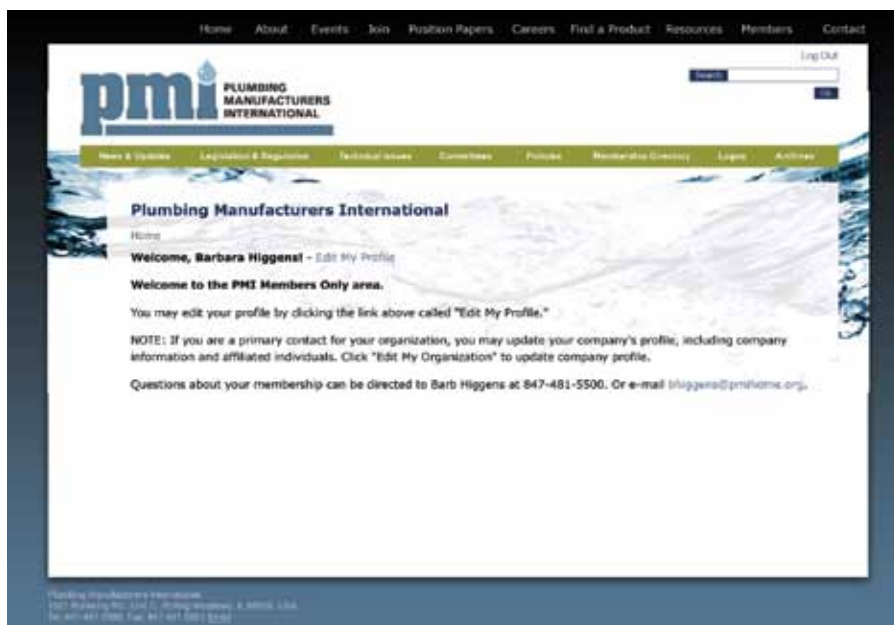 Home About Events Join Position Papers Careers Find a Product Resources Members Contact
Log Out
Search
pmi PLUMBING
MANUFACTURERS
INTERNATIONAL
News & Updates Legislation & Regulation Technical Issues Committees Policies Membership Directory Logos Archives
Plumbing Manufacturers International
Home
Welcome, Barbara Higgens! - Edit My Profile
Welcome to the PMI Members Only area.
You may edit your profile by clicking the link above called "Edit My Profile."
NOTE: If you are a primary contact for your organization, you may update your company's profile, including company
information and affiliated individuals. Click "Edit My Organization" to update company profile.
Questions about your membership can be directed to Barb Higgens at 847-481-5500. Or e-mail bhiggens@pmihome.org.
Plumbing Manufacturers International
Rolling Meadows, IL USA